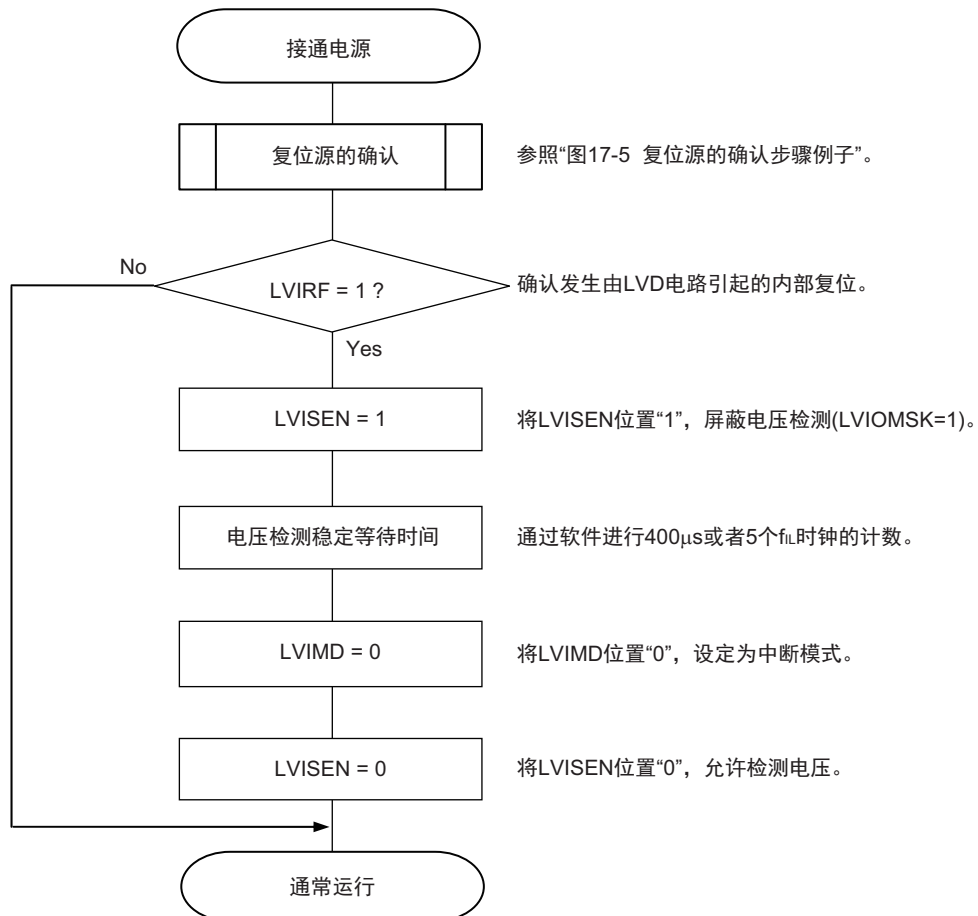 接通电源
复位源的确认
参照“图17-5 复位源的确认步骤例子”。
No
LVIRF = 1 ?
确认发生由LVD电路引起的内部复位。
Yes
LVISEN = 1
将LVISEN位置“1”，屏蔽电压检测(LVIOMSK=1)。
电压检测稳定等待时间
通过软件进行400μs或者5个fIL时钟的计数。
LVIMD = 0
将LVIMD位置“0”，设定为中断模式。
LVISEN = 0
将LVISEN位置“0”，允许检测电压。
通常运行